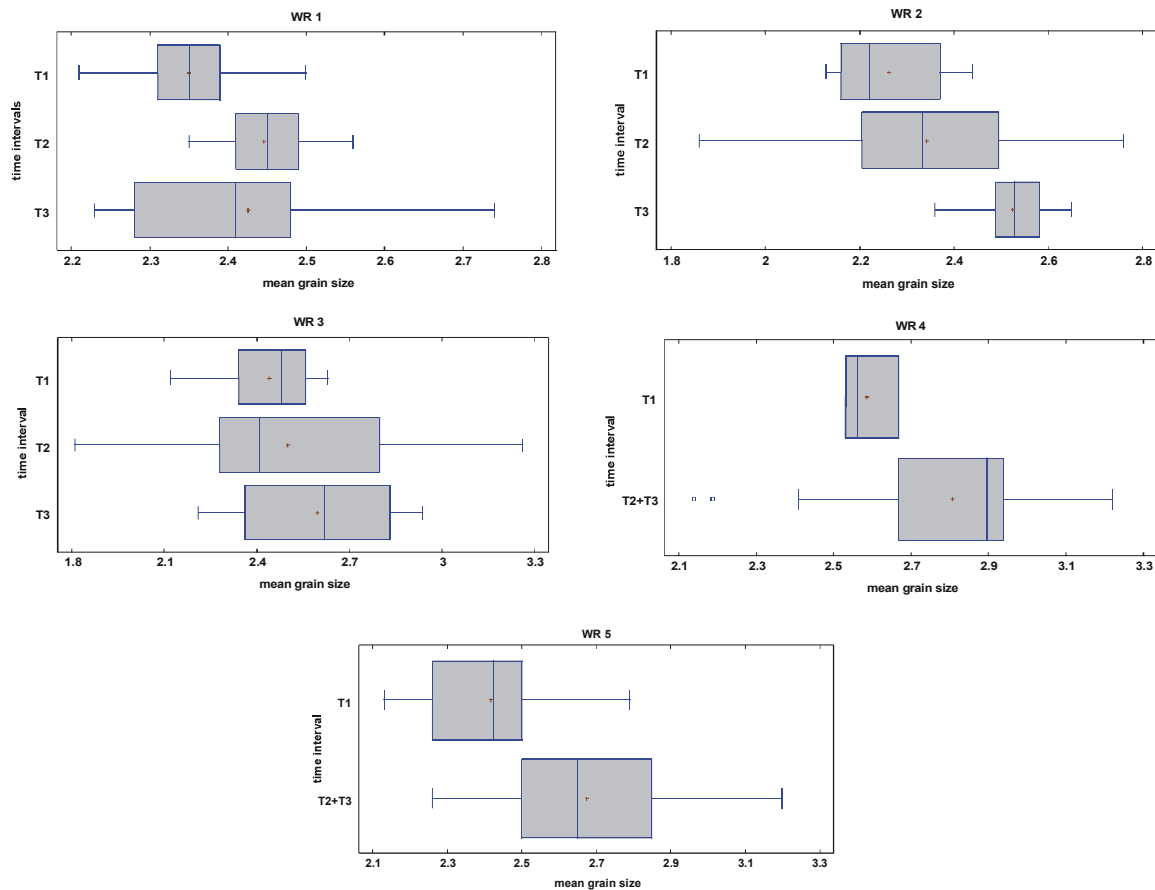 WR 1
T1
T2
T3
time intervals
2.2 2.3 2.4 2.5 2.6 2.7 2.8
mean grain size
WR 2
T1
T2
T3
time interval
1.8 2 2.2 2.4 2.6 2.8
mean grain size
WR 3
T1
T2
T3
time interval
1.8 2.1 2.4 2.7 3 3.3
mean grain size
WR 4
T1
T2+T3
time interval
2.1 2.3 2.5 2.7 2.9 3.1 3.3
mean grain size
WR 5
T1
T2+T3
time interval
2.1 2.3 2.5 2.7 2.9 3.1 3.3
mean grain size